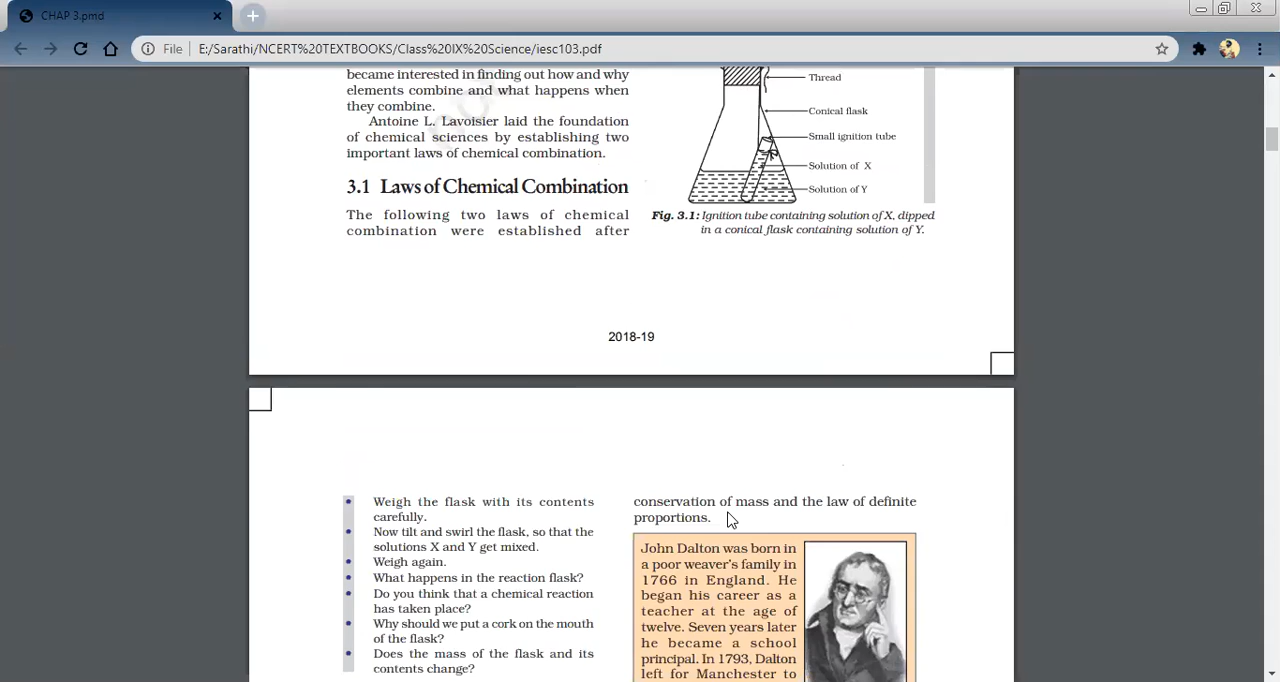 CHAP 3.pmd
File
E:/Sarathi/NCERT%20TEXTBOOKS/Class%20IX%20Science/iesc103.pdf
became interested in finding out how and why
elements combine and what happens when
they combine.
Antoine L. Lavoisier laid the foundation
of chemical sciences by establishing two
important laws of chemical combination.
3.1 Laws of Chemical Combination
The following two laws of chemical
combination were established after
Thread
Conical flask
Small ignition tube
Solution of X
Solution of Y
Fig. 3.1: Ignition tube containing solution of X, dipped
in a conical flask containing solution of Y.
2018-19
• Weigh the flask with its contents
carefully.
• Now tilt and swirl the flask, so that the
solutions X and Y get mixed.
• Weigh again.
• What happens in the reaction flask?
• Do you think that a chemical reaction
has taken place?
• Why should we put a cork on the mouth
of the flask?
• Does the mass of the flask and its
contents change?
conservation of mass and the law of definite
proportions.
John Dalton was born in
a poor weaver's family in
1766 in England. He
began his career as a
teacher at the age of
twelve. Seven years later
he became a school
principal. In 1793, Dalton
left for Manchester to